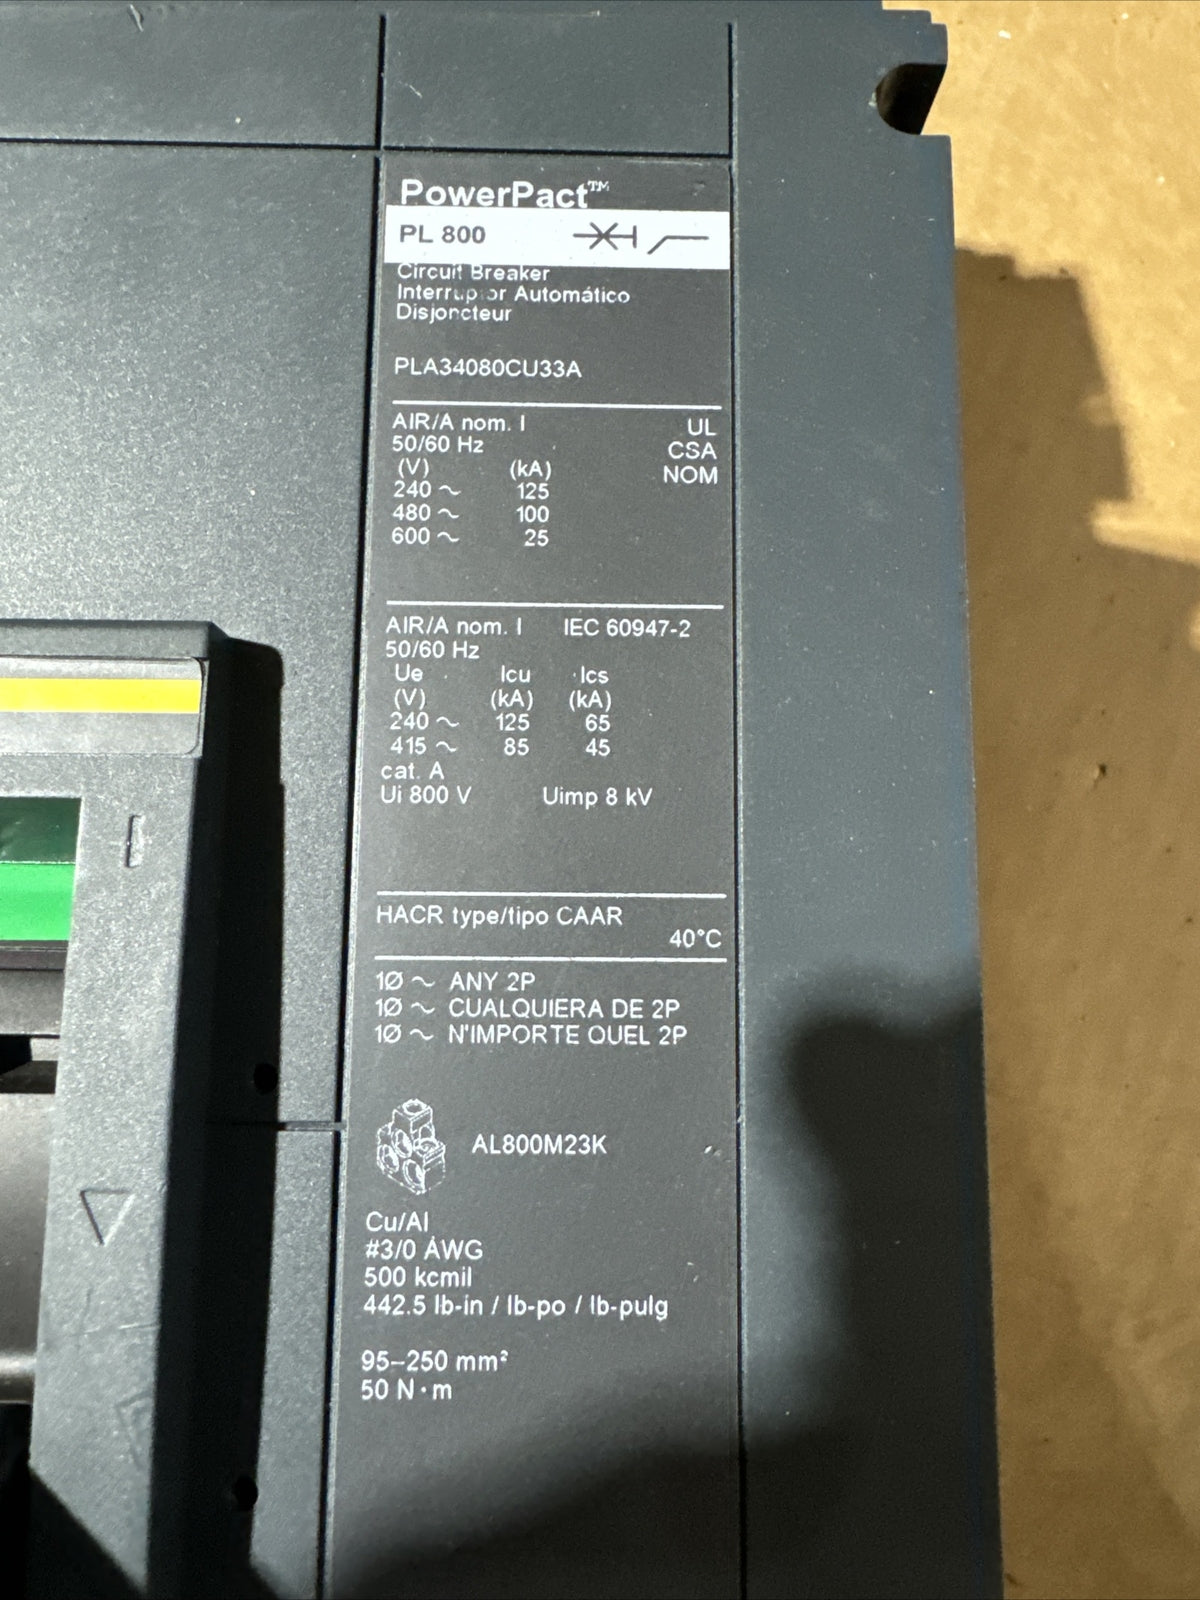 PowerPact™
PL 800
Circuit Breaker
Interruptor Automático
Disjoncteur
PLA34080CU33A
AIR/A nom. I UL
50/60 Hz CSA
(V) (kA) NOM
240 ~ 125
480 ~ 100
600 ~ 25
AIR/A nom. I IEC 60947-2
50/60 Hz
Ue Icu Ics
(V) (kA) (kA)
240 ~ 125 65
415 ~ 85 45
cat. A
Ui 800 V Uimp 8 kV
HACR type/tipo CAAR
40°C
1Ø ~ ANY 2P
1Ø ~ CUALQUIERA DE 2P
1Ø ~ N'IMPORTE QUEL 2P
AL800M23K
Cu/Al
#3/0 AWG
500 kcmil
442.5 lb-in / lb-po / lb-pulg
95–250 mm²
50 N·m
I